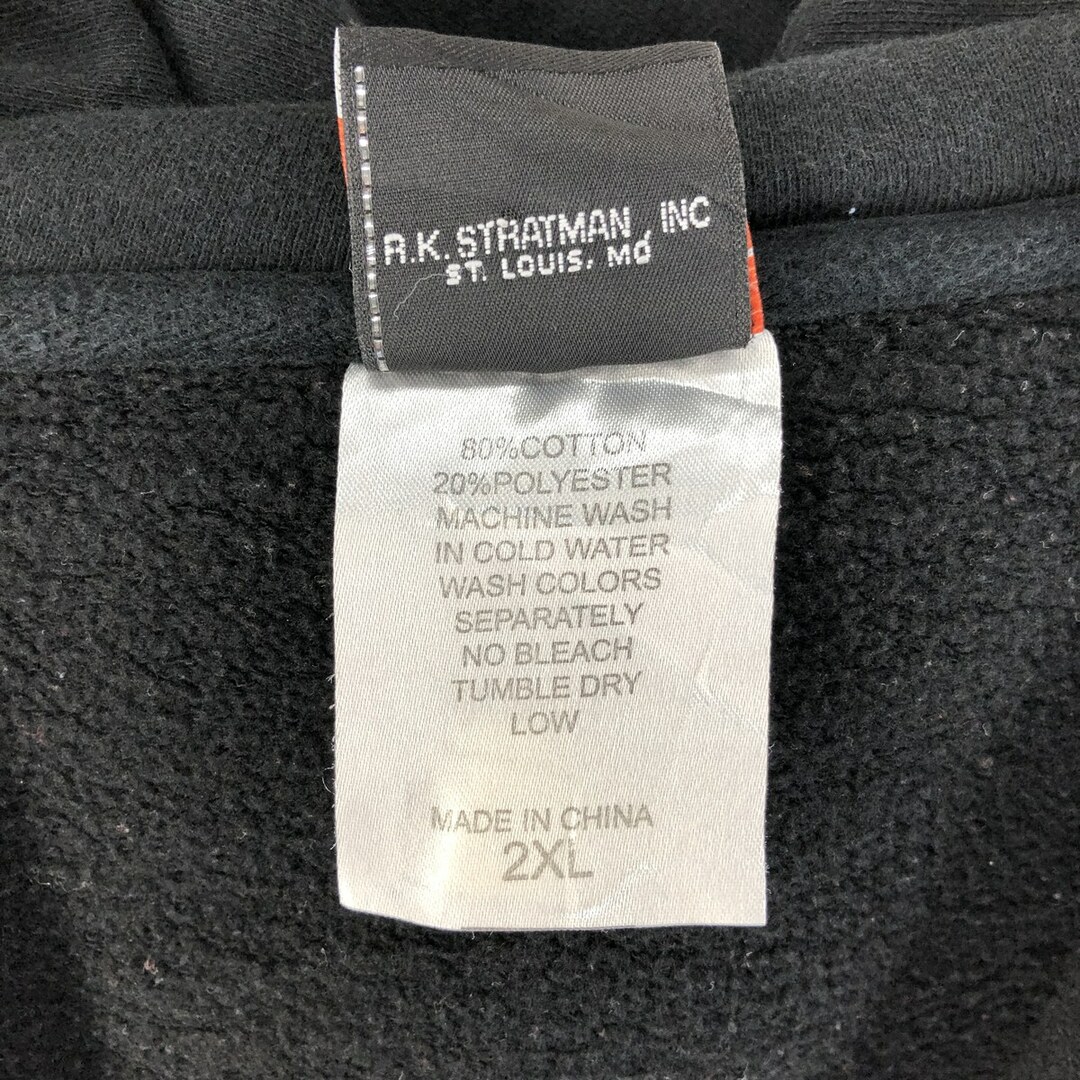 R.K. STRATMAN, INC
ST. LOUIS, MO
80%COTTON
20%POLYESTER
MACHINE WASH
IN COLD WATER
WASH COLORS
SEPARATELY
NO BLEACH
TUMBLE DRY
LOW
MADE IN CHINA
2XL